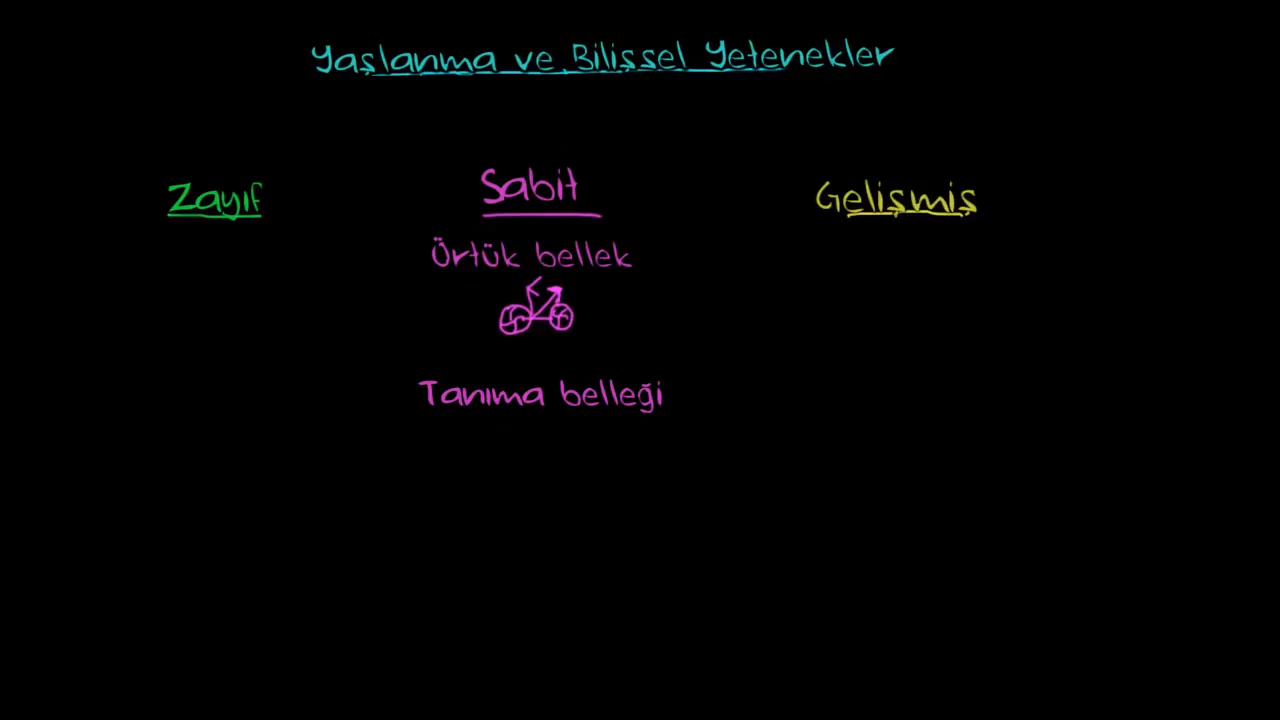 Yaşlanma ve Bilişsel Yetenekler
Zayıf
Sabit
Gelişmiş
Örtük bellek
Tanıma belleği